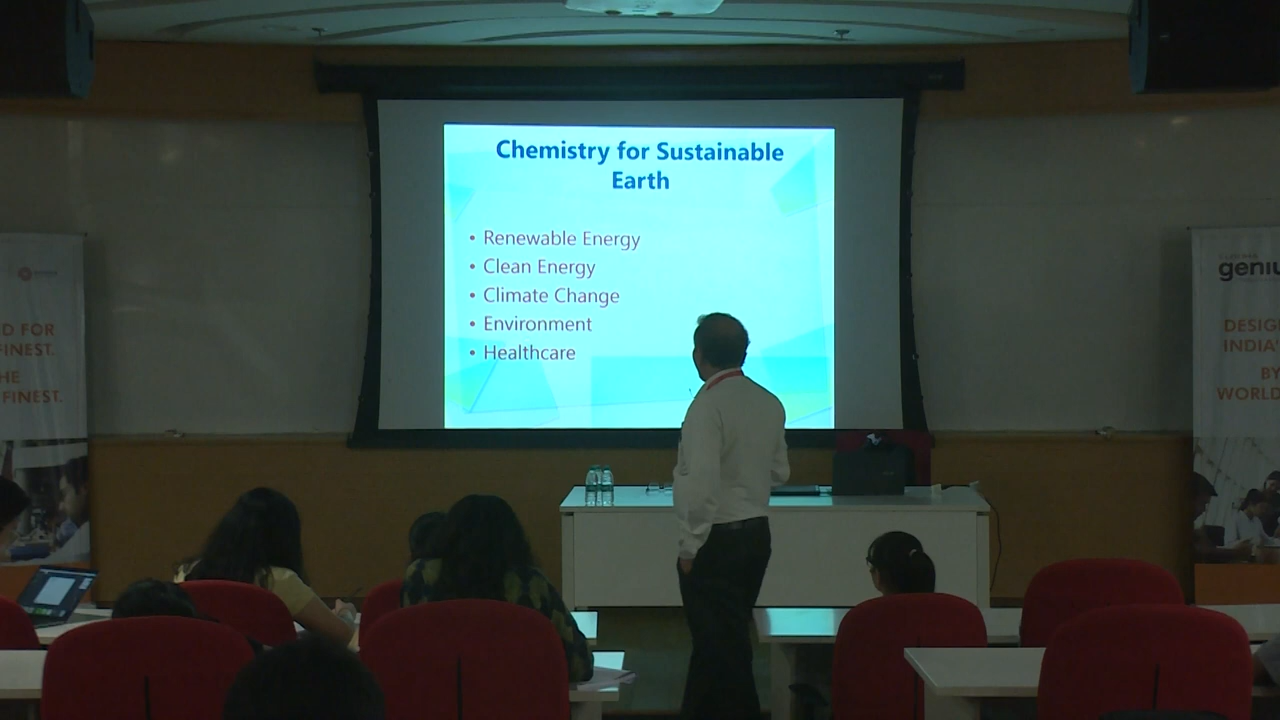 Chemistry for Sustainable
Earth
• Renewable Energy
• Clean Energy
• Climate Change
• Environment
• Healthcare
D FOR
FINEST.
HE
FINEST.
geniu
DESIG
INDIA'
BY
WORLD